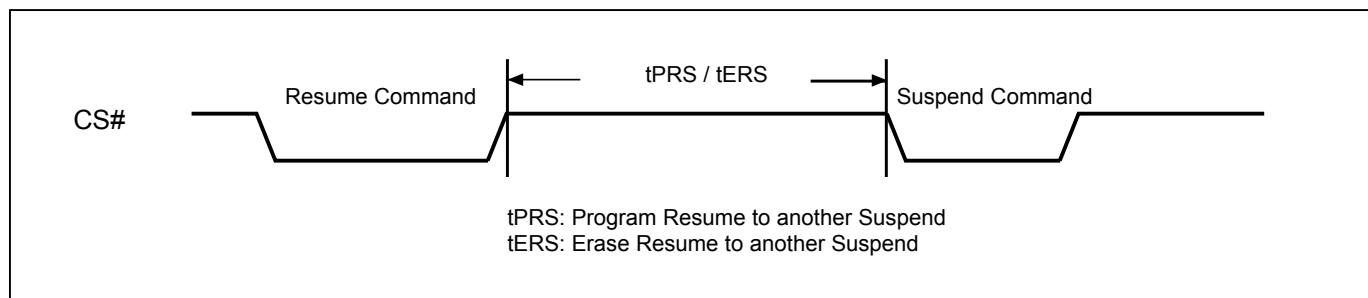 tPRS / tERS
Resume Command
Suspend Command
CS#
tPRS: Program Resume to another Suspend
tERS: Erase Resume to another Suspend